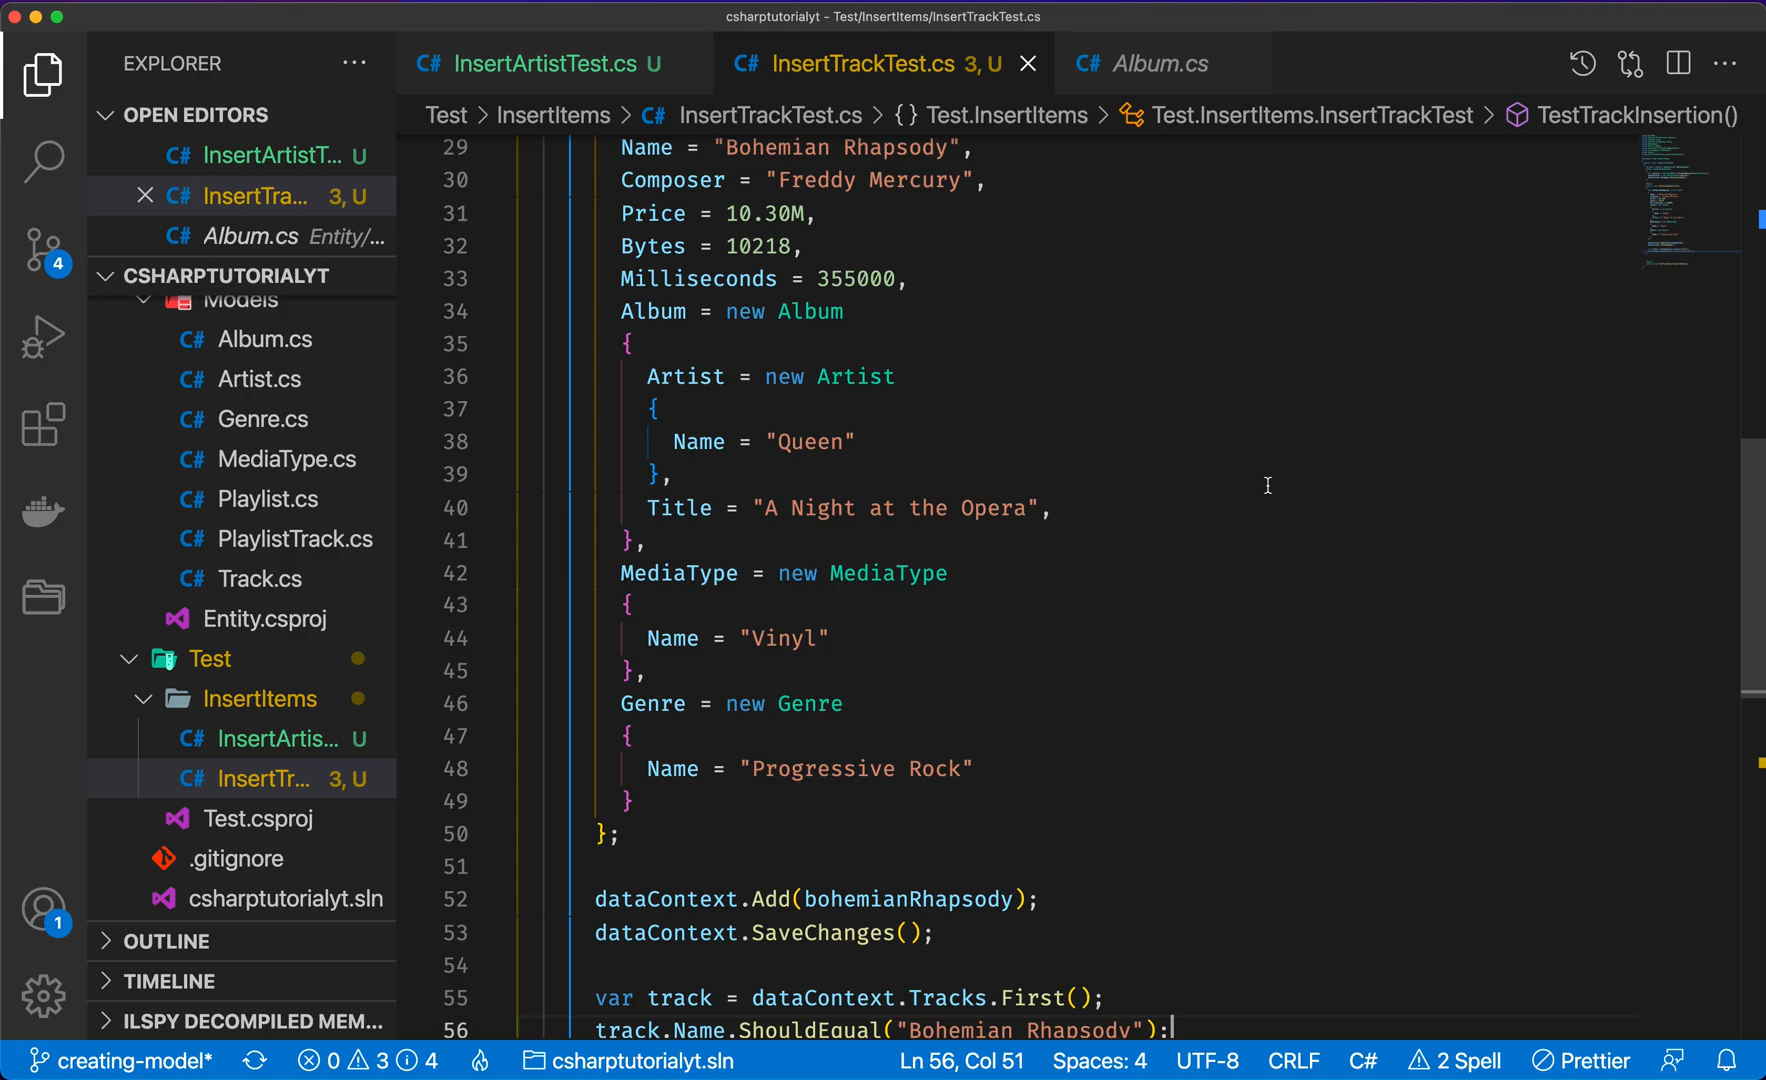 csharptutorialyt - Test/InsertItems/InsertTrackTest.cs
EXPLORER
C# InsertArtistTest.cs U
C# InsertTrackTest.cs 3, U
C# Album.cs
Test > InsertItems > C# InsertTrackTest.cs > {} Test.InsertItems > Test.InsertItems.InsertTrackTest > TestTrackInsertion()
OPEN EDITORS
C# InsertArtistT... U
C# InsertTra... 3, U
C# Album.cs Entity/...
CSHARPTUTORIALYT
Models
C# Album.cs
C# Artist.cs
C# Genre.cs
C# MediaType.cs
C# Playlist.cs
C# PlaylistTrack.cs
C# Track.cs
Entity.csproj
Test
InsertItems
C# InsertArtis... U
C# InsertTr... 3, U
Test.csproj
.gitignore
csharptutorialyt.sln
OUTLINE
TIMELINE
ILSPY DECOMPILED MEM...
4
1
29 Name = "Bohemian Rhapsody",
30 Composer = "Freddy Mercury",
31 Price = 10.30M,
32 Bytes = 10218,
33 Milliseconds = 355000,
34 Album = new Album
35 {
36 Artist = new Artist
37 {
38 Name = "Queen"
39 },
40 Title = "A Night at the Opera",
41 },
42 MediaType = new MediaType
43 {
44 Name = "Vinyl"
45 },
46 Genre = new Genre
47 {
48 Name = "Progressive Rock"
49 }
50 };
51
52 dataContext.Add(bohemianRhapsody);
53 dataContext.SaveChanges();
54
55 var track = dataContext.Tracks.First();
56 track.Name.ShouldEqual("Bohemian Rhapsody");
creating-model* 0 3 4 csharptutorialyt.sln Ln 56, Col 51 Spaces: 4 UTF-8 CRLF C# 2 Spell Prettier